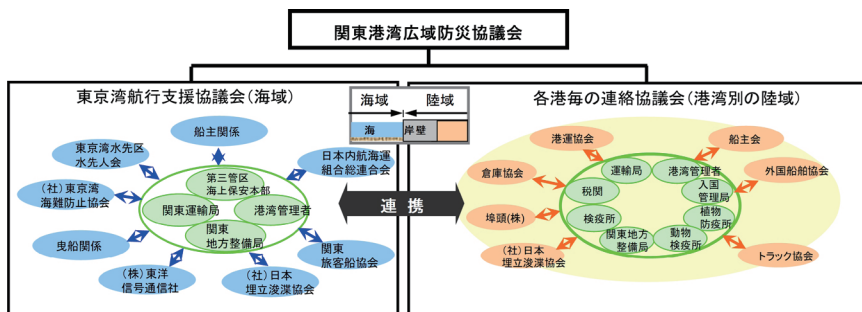 関東港湾広域防災協議会
東京湾航行支援協議会(海域)
船主関係
東京湾水先区
水先人会
日本内航海運
組合総連合会
(社)東京湾
海難防止協会
第三管区
海上保安本部
関東運輸局
港湾管理者
関東
地方整備局
曳船関係
関東
旅客船協会
(株)東洋
信号通信社
(社)日本
埋立浚渫協会
海域
陸域
海
岸壁
連携
各港毎の連絡協議会(港湾別の陸域)
港運協会
船主会
倉庫協会
外国船舶協会
運輸局
港湾管理者
税関
入国
管理局
検疫所
植物
防疫所
関東地方
整備局
動物
検疫所
埠頭(株)
(社)日本
埋立浚渫協会
トラック協会